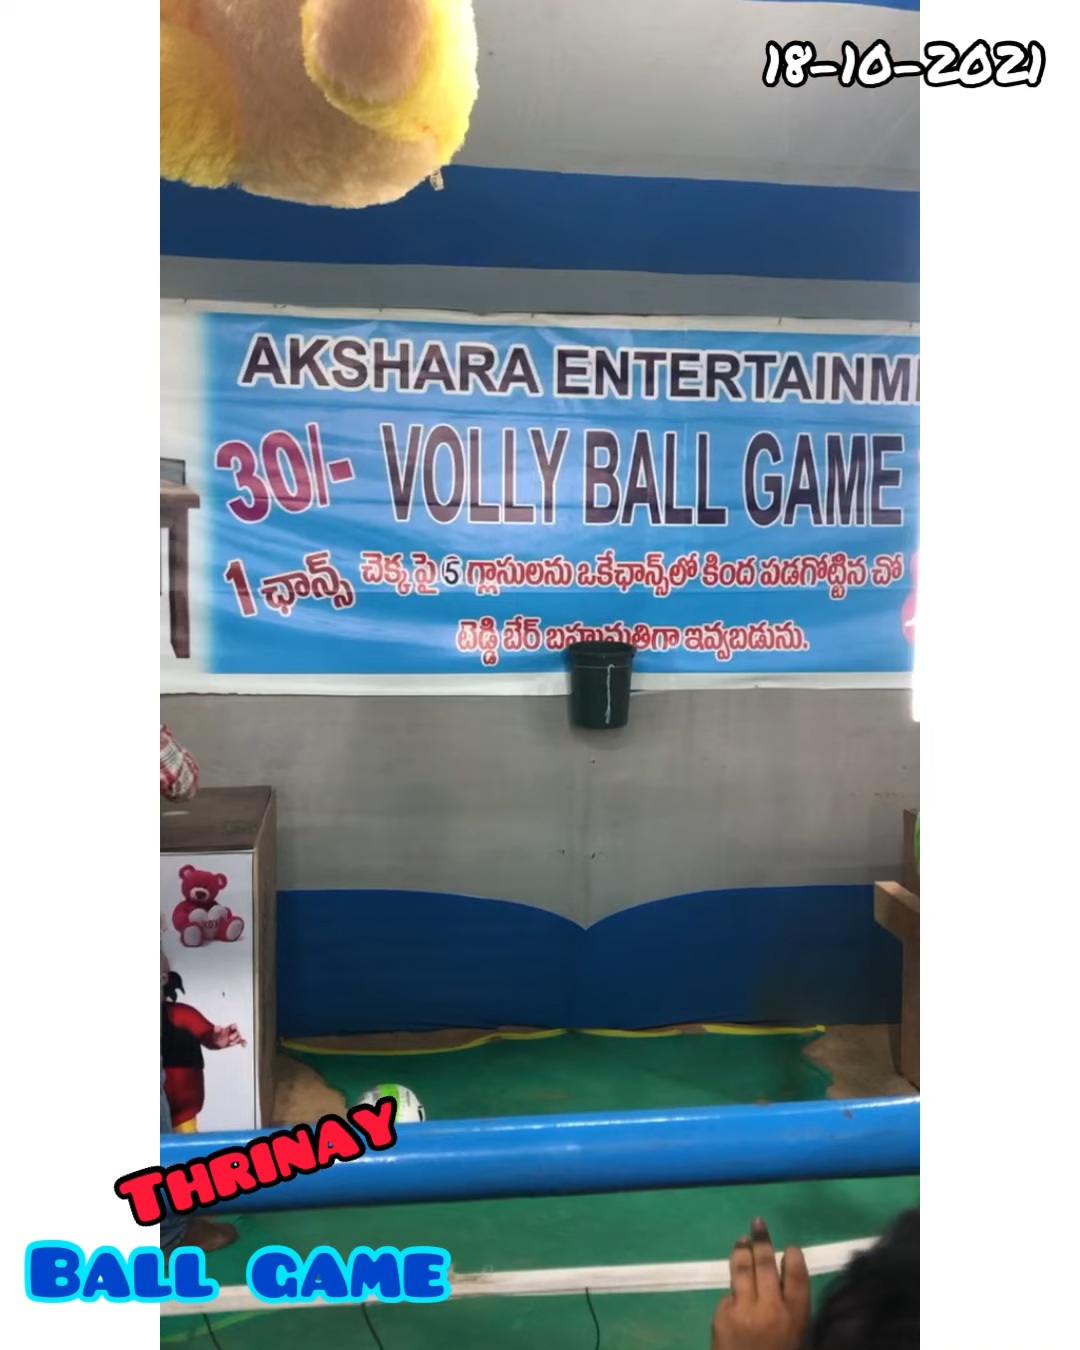 18-10-2021
AKSHARA ENTERTAINM
30/- VOLLY BALL GAME
1 ఛాన్స్ చెక్క పై 5 గ్లాసులను ఒకేఛాన్స్‌లో కింద పడగొట్టిన చో
టెడ్డి బేర్ బహుమతిగా ఇవ్వబడును.
THRINAY
BALL GAME